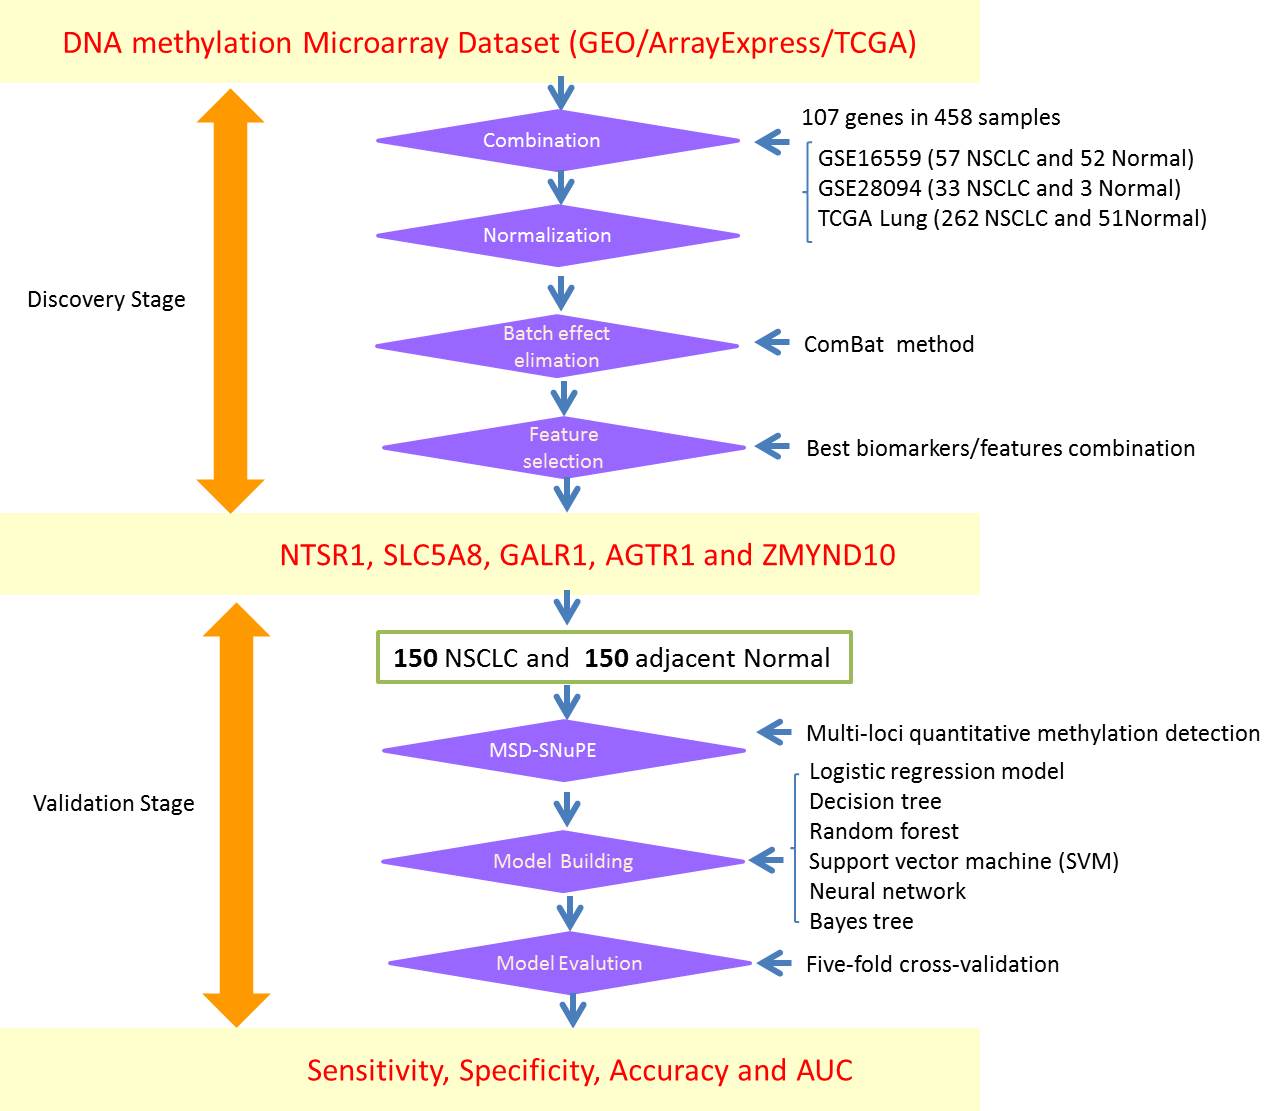 DNA methylation Microarray Dataset (GEO/ArrayExpress/TCGA)
Combination
107 genes in 458 samples
GSE16559 (57 NSCLC and 52 Normal)
GSE28094 (33 NSCLC and 3 Normal)
TCGA Lung (262 NSCLC and 51Normal)
Normalization
Discovery Stage
Batch effect
elimation
ComBat method
Feature
selection
Best biomarkers/features combination
NTSR1, SLC5A8, GALR1, AGTR1 and ZMYND10
150 NSCLC and 150 adjacent Normal
MSD-SNuPE
Multi-loci quantitative methylation detection
Validation Stage
Model Building
Logistic regression model
Decision tree
Random forest
Support vector machine (SVM)
Neural network
Bayes tree
Model Evalution
Five-fold cross-validation
Sensitivity, Specificity, Accuracy and AUC